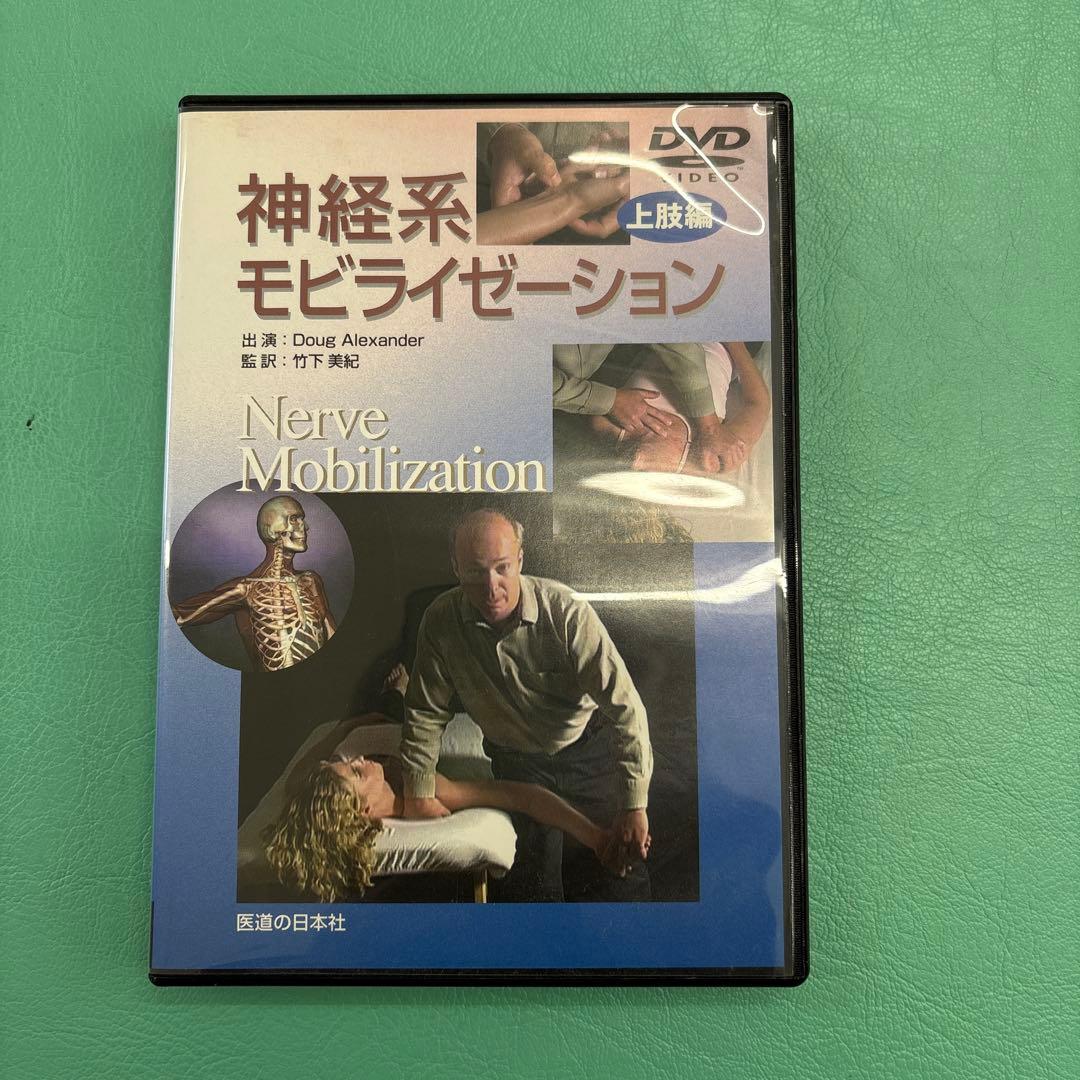 DVD
VIDEO
上肢編
神経系
モビライゼーション
出演：Doug Alexander
監訳：竹下 美紀
Nerve
Mobilization
医道の日本社